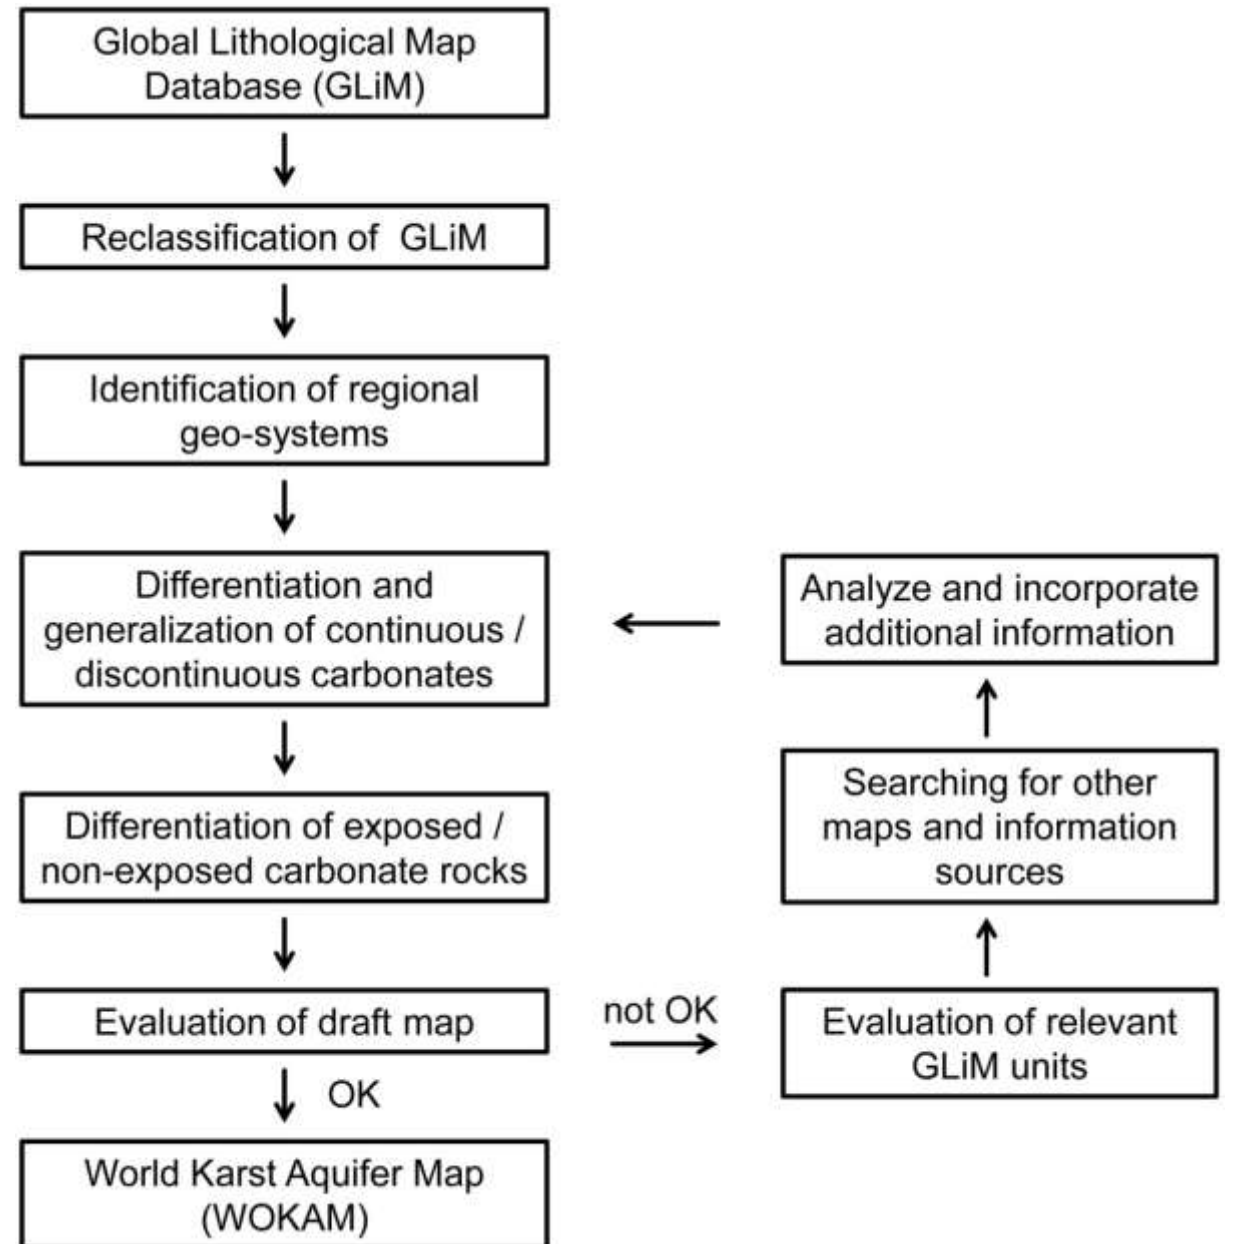 Global Lithological Map
Database (GLiM)
Reclassification of GLiM
Identification of regional
geo-systems
Differentiation and
generalization of continuous /
discontinuous carbonates
Differentiation of exposed /
non-exposed carbonate rocks
Evaluation of draft map
OK
World Karst Aquifer Map
(WOKAM)
not OK
Evaluation of relevant
GLiM units
Searching for other
maps and information
sources
Analyze and incorporate
additional information